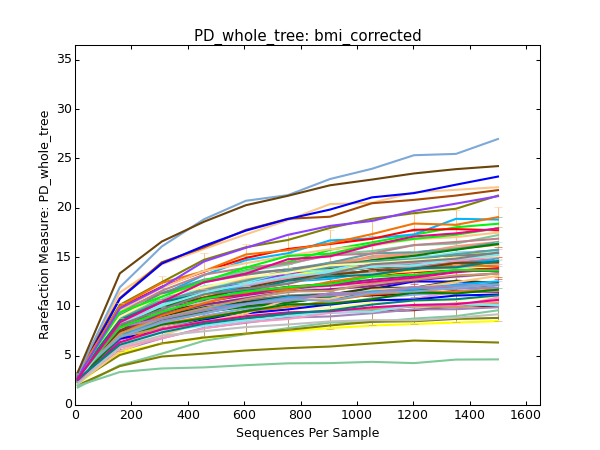 PD_whole_tree: bmi_corrected
Rarefaction Measure: PD_whole_tree
35
30
25
20
15
10
5
0
0 200 400 600 800 1000 1200 1400 1600
Sequences Per Sample